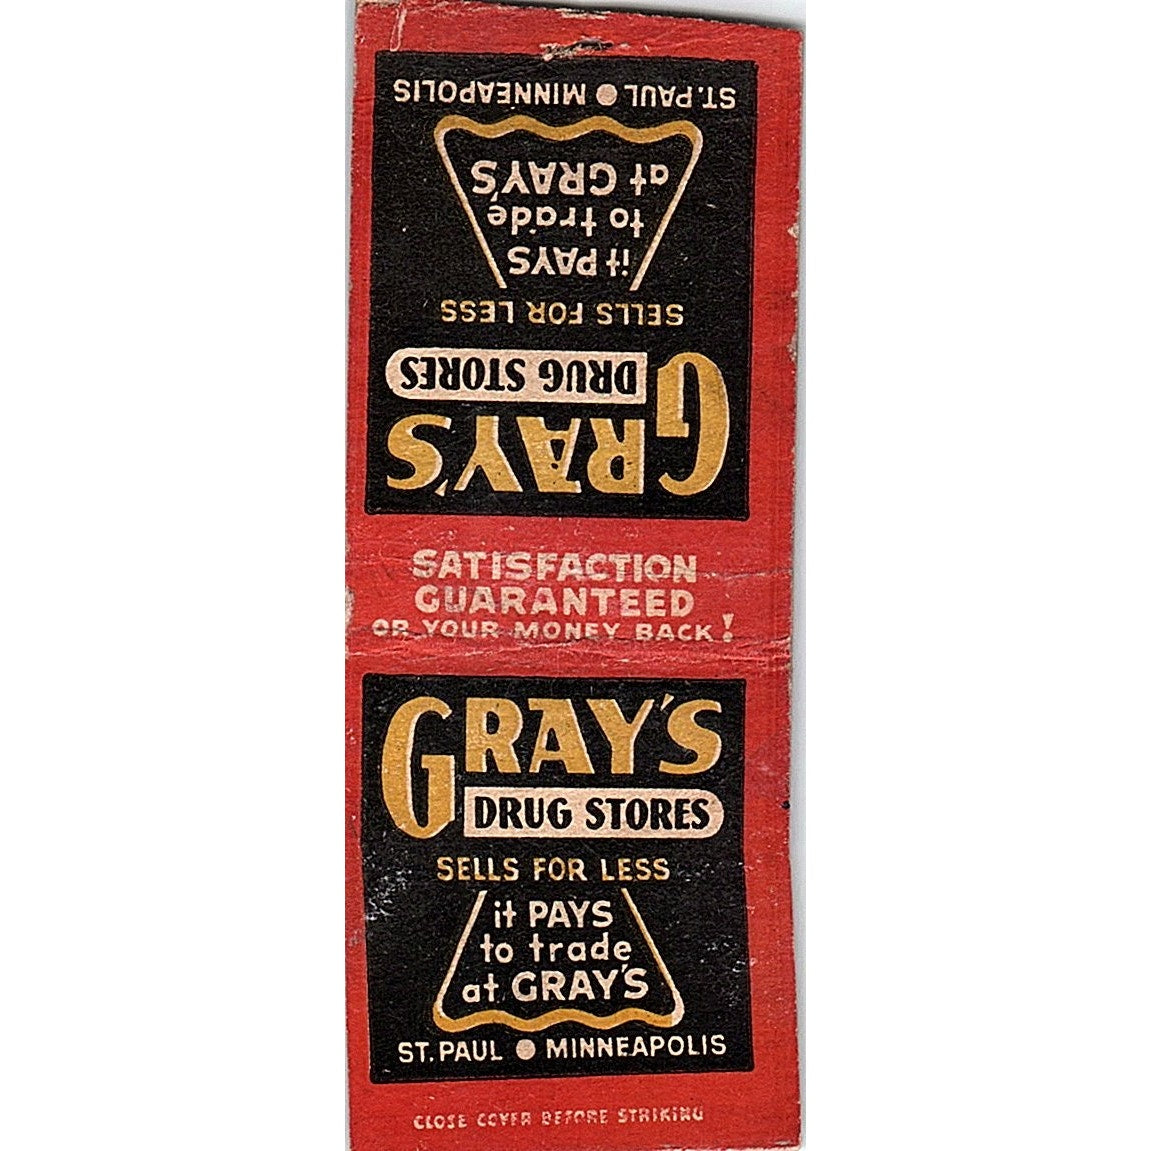 ST. PAUL ● MINNEAPOLIS
it PAYS
to trade
at GRAY'S
SELLS FOR LESS
GRAY'S
DRUG STORES
SATISFACTION
GUARANTEED
OR YOUR MONEY BACK!
GRAY'S
DRUG STORES
SELLS FOR LESS
it PAYS
to trade
at GRAY'S
ST. PAUL ● MINNEAPOLIS
CLOSE COVER BEFORE STRIKING